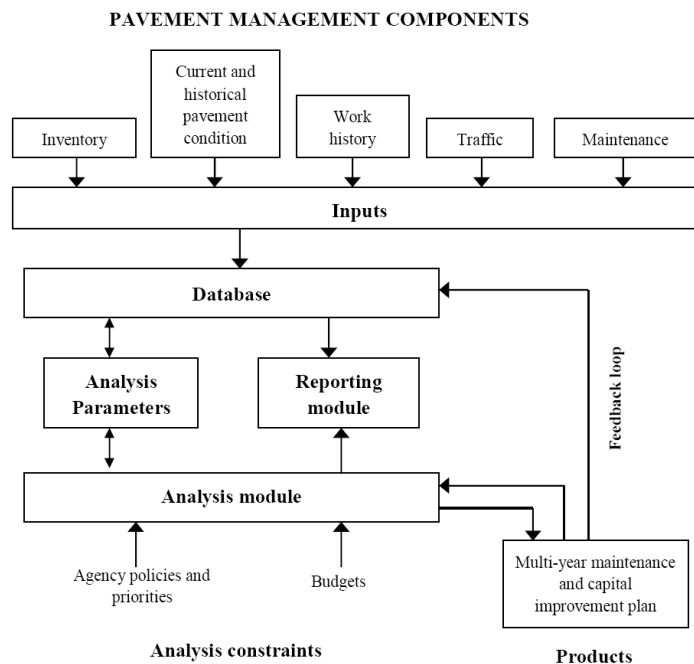 PAVEMENT MANAGEMENT COMPONENTS
Inventory
Current and
historical
pavement
condition
Work
history
Traffic
Maintenance
Inputs
Database
Analysis
Parameters
Reporting
module
Feedback loop
Analysis module
Agency policies and
priorities
Budgets
Multi-year maintenance
and capital
improvement plan
Analysis constraints
Products